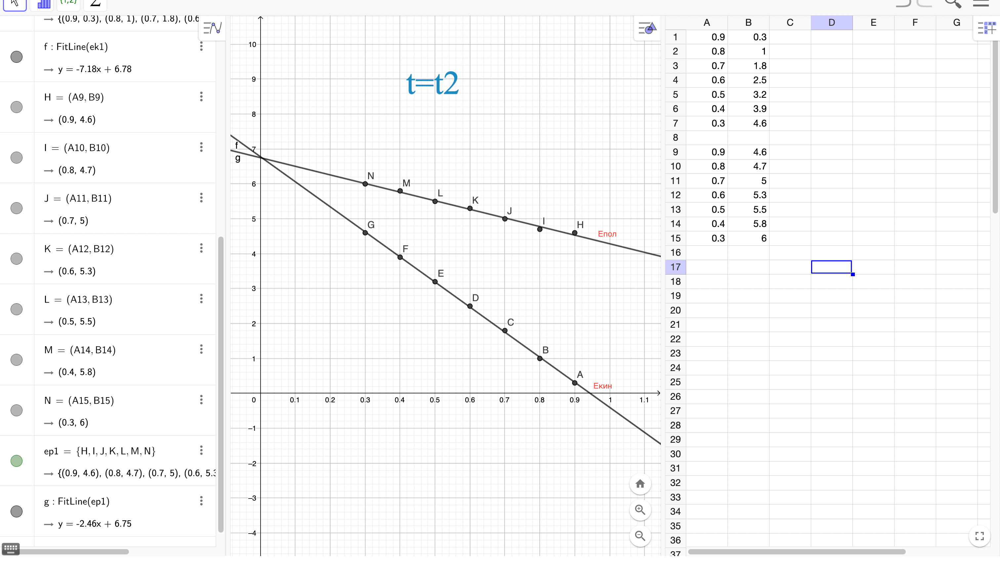 {1,2}
Σ
→ {(0.9, 0.3), (0.8, 1), (0.7, 1.8), (0.6
f : FitLine(ek1)
→ y = -7.18x + 6.78
H = (A9, B9)
→ (0.9, 4.6)
I = (A10, B10)
→ (0.8, 4.7)
J = (A11, B11)
→ (0.7, 5)
K = (A12, B12)
→ (0.6, 5.3)
L = (A13, B13)
→ (0.5, 5.5)
M = (A14, B14)
→ (0.4, 5.8)
N = (A15, B15)
→ (0.3, 6)
ep1 = {H, I, J, K, L, M, N}
→ {(0.9, 4.6), (0.8, 4.7), (0.7, 5), (0.6, 5.3
g : FitLine(ep1)
→ y = -2.46x + 6.75
10
9
t=t2
8
f
7
g
N
M
6
L
K
J
5
I
H
G
Епол
F
4
E
3
D
C
2
B
1
A
Екин
0 0.1 0.2 0.3 0.4 0.5 0.6 0.7 0.8 0.9 1 1.1
–1
–2
–3
–4
A B C D E F G
1 0.9 0.3
2 0.8 1
3 0.7 1.8
4 0.6 2.5
5 0.5 3.2
6 0.4 3.9
7 0.3 4.6
8
9 0.9 4.6
10 0.8 4.7
11 0.7 5
12 0.6 5.3
13 0.5 5.5
14 0.4 5.8
15 0.3 6
16
17
18
19
20
21
22
23
24
25
26
27
28
29
30
31
32
33
34
35
36
37